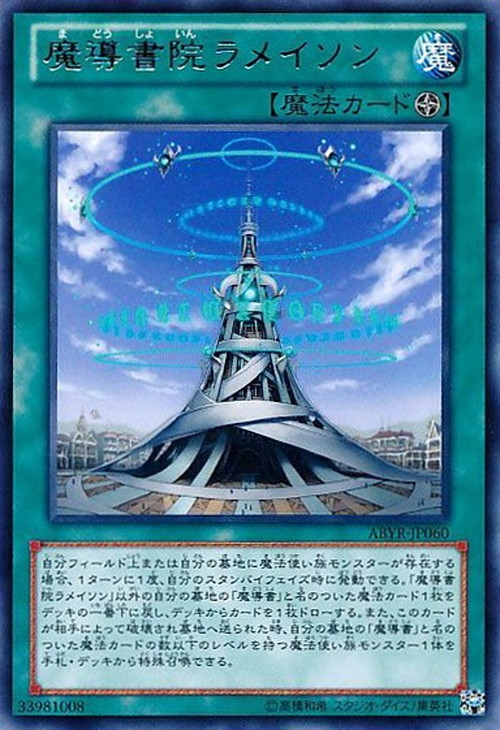 魔導書院ラメイソン
魔
【魔法カード】
ABYR-JP060
自分フィールド上または自分の墓地に魔法使い族モンスターが存在する
場合、1ターンに1度、自分のスタンバイフェイズ時に発動できる。「魔導書
院ラメイソン」以外の自分の墓地の「魔導書」と名のついた魔法カード1枚を
デッキの一番下に戻し、デッキからカードを1枚ドローする。また、このカード
が相手によって破壊され墓地へ送られた時、自分の墓地の「魔導書」と名の
ついた魔法カードの数以下のレベルを持つ魔法使い族モンスター1体を
手札・デッキから特殊召喚できる。
33981008
©高橋和希 スタジオ・ダイス/集英社